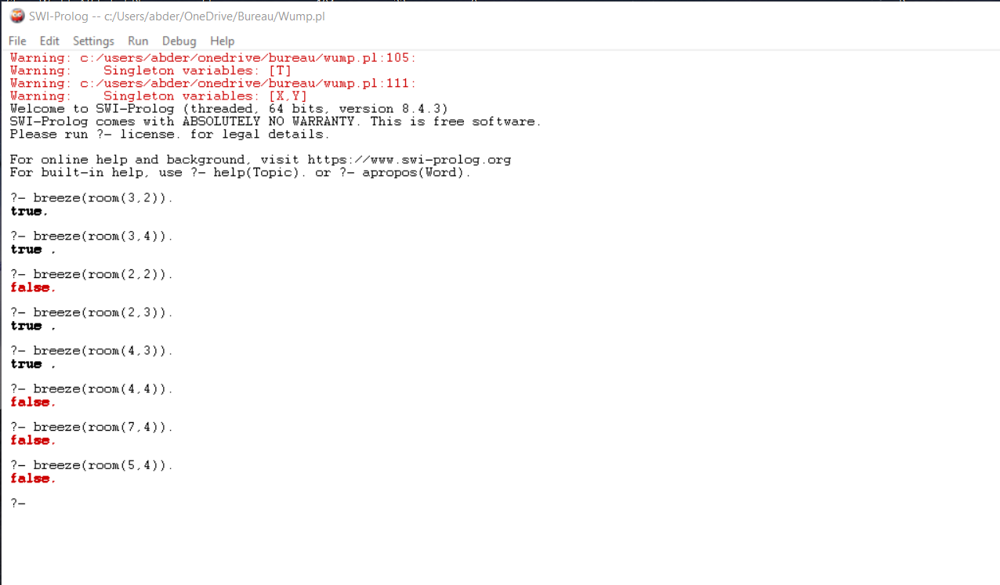 SWI-Prolog -- c:/Users/abder/OneDrive/Bureau/Wump.pl
File Edit Settings Run Debug Help
Warning: c:/users/abder/onedrive/bureau/wump.pl:105:
Warning:    Singleton variables: [T]
Warning: c:/users/abder/onedrive/bureau/wump.pl:111:
Warning:    Singleton variables: [X,Y]
Welcome to SWI-Prolog (threaded, 64 bits, version 8.4.3)
SWI-Prolog comes with ABSOLUTELY NO WARRANTY. This is free software.
Please run ?- license. for legal details.
For online help and background, visit https://www.swi-prolog.org
For built-in help, use ?- help(Topic). or ?- apropos(Word).
?- breeze(room(3,2)).
true.
?- breeze(room(3,4)).
true .
?- breeze(room(2,2)).
false.
?- breeze(room(2,3)).
true .
?- breeze(room(4,3)).
true .
?- breeze(room(4,4)).
false.
?- breeze(room(7,4)).
false.
?- breeze(room(5,4)).
false.
?-